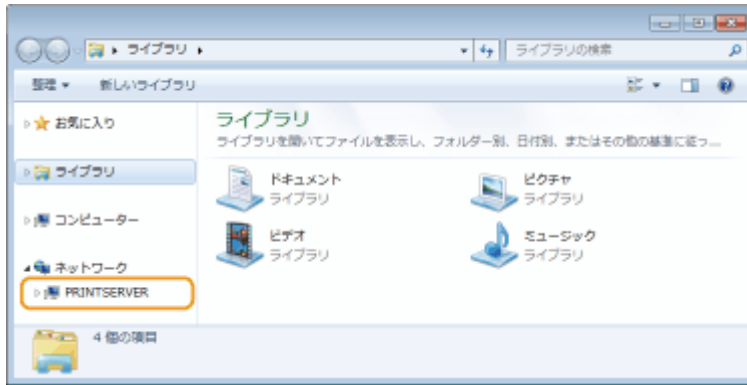 ライブラリ
ライブラリの検索
整理
新しいライブラリ
お気に入り
ライブラリ
コンピューター
ネットワーク
PRINTSERVER
ライブラリ
ライブラリを開いてファイルを表示し、フォルダー別、日付別、またはその他の基準に従っ...
ドキュメント
ライブラリ
ピクチャ
ライブラリ
ビデオ
ライブラリ
ミュージック
ライブラリ
4 個の項目